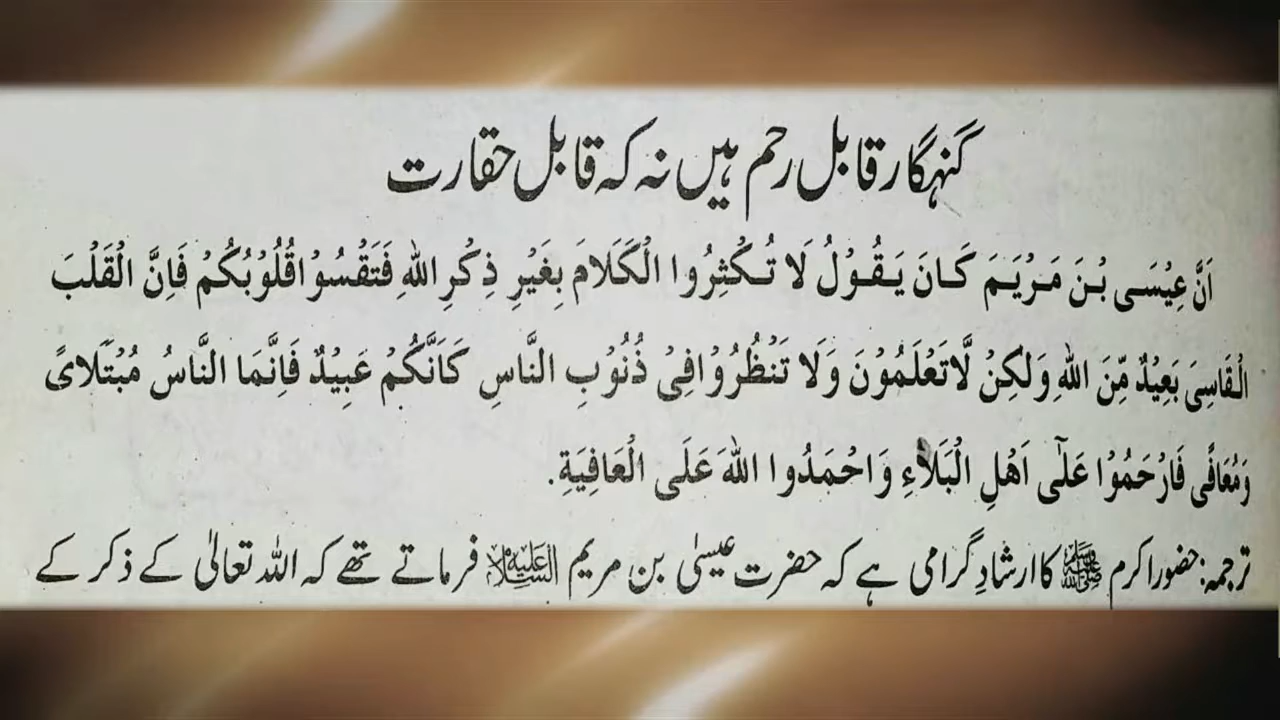 گنہگار قابل رحم ہیں نہ کہ قابل حقارت
اَنَّ عِیْسَی بْنَ مَرْیَمَ کَانَ یَقُوْلُ لَا تُکْثِرُوا الْکَلَامَ بِغَیْرِ ذِکْرِ اللّٰہِ فَتَقْسُوْا قُلُوْبُکُمْ فَاِنَّ الْقَلْبَ
الْقَاسِیَ بَعِیْدٌ مِّنَ اللّٰہِ وَلٰکِنْ لَّا تَعْلَمُوْنَ وَلَا تَنْظُرُوْا فِیْ ذُنُوْبِ النَّاسِ کَاَنَّکُمْ عَبِیْدٌ فَاِنَّمَا النَّاسُ مُبْتَلَایً
وَمُعَافًی فَارْحَمُوْا عَلٰٓی اَهْلِ الْبَلَاءِ وَاحْمَدُوا اللّٰہَ عَلَی الْعَافِیَةِ.
ترجمہ: حضور اکرم ﷺ کا ارشادِ گرامی ہے کہ حضرت عیسیٰ بن مریم علیہ السلام فرماتے تھے کہ اللہ تعالیٰ کے ذکر کے